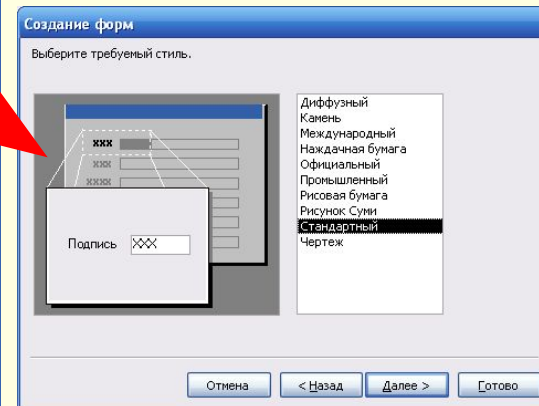 Создание форм
Выберите требуемый стиль.
xxx
xxx
xxxx
Подпись XXX
Диффузный
Камень
Международный
Наждачная бумага
Официальный
Промышленный
Рисовая бумага
Рисунок Суми
Стандартный
Чертеж
Отмена
< Назад
Далее >
Готово